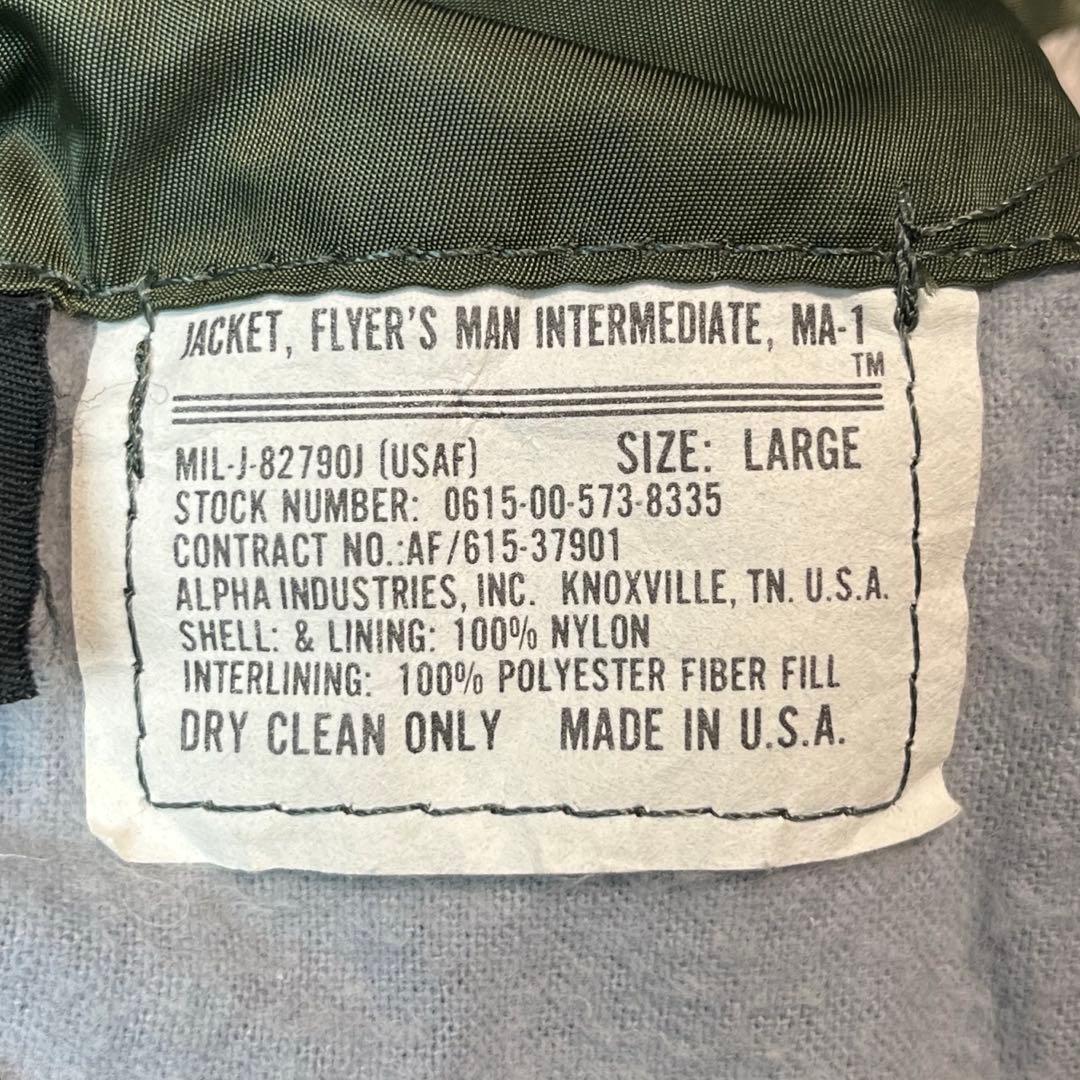 JACKET, FLYER'S MAN INTERMEDIATE, MA-1
TM
MIL-J-82790J (USAF) SIZE: LARGE
STOCK NUMBER: 0615-00-573-8335
CONTRACT NO.:AF/615-37901
ALPHA INDUSTRIES, INC. KNOXVILLE, TN. U.S.A.
SHELL: & LINING: 100% NYLON
INTERLINING: 100% POLYESTER FIBER FILL
DRY CLEAN ONLY MADE IN U.S.A.